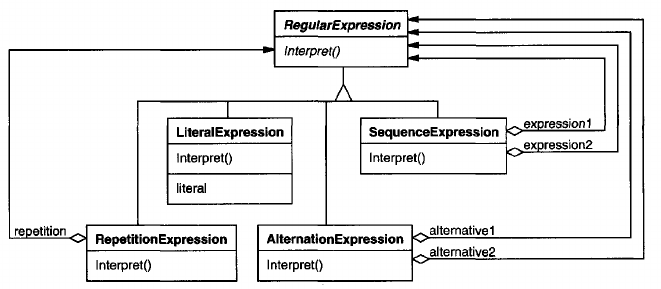 RegularExpression
Interpret()
LiteralExpression
Interpret()
literal
SequenceExpression
Interpret()
expression1
expression2
repetition
RepetitionExpression
Interpret()
AlternationExpression
Interpret()
alternative1
alternative2